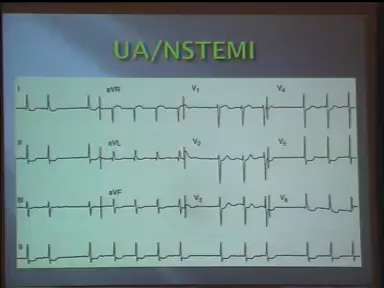 UA/NSTEMI
I aVR V1 V4
II aVL V2 V5
III aVF V3 V6
II